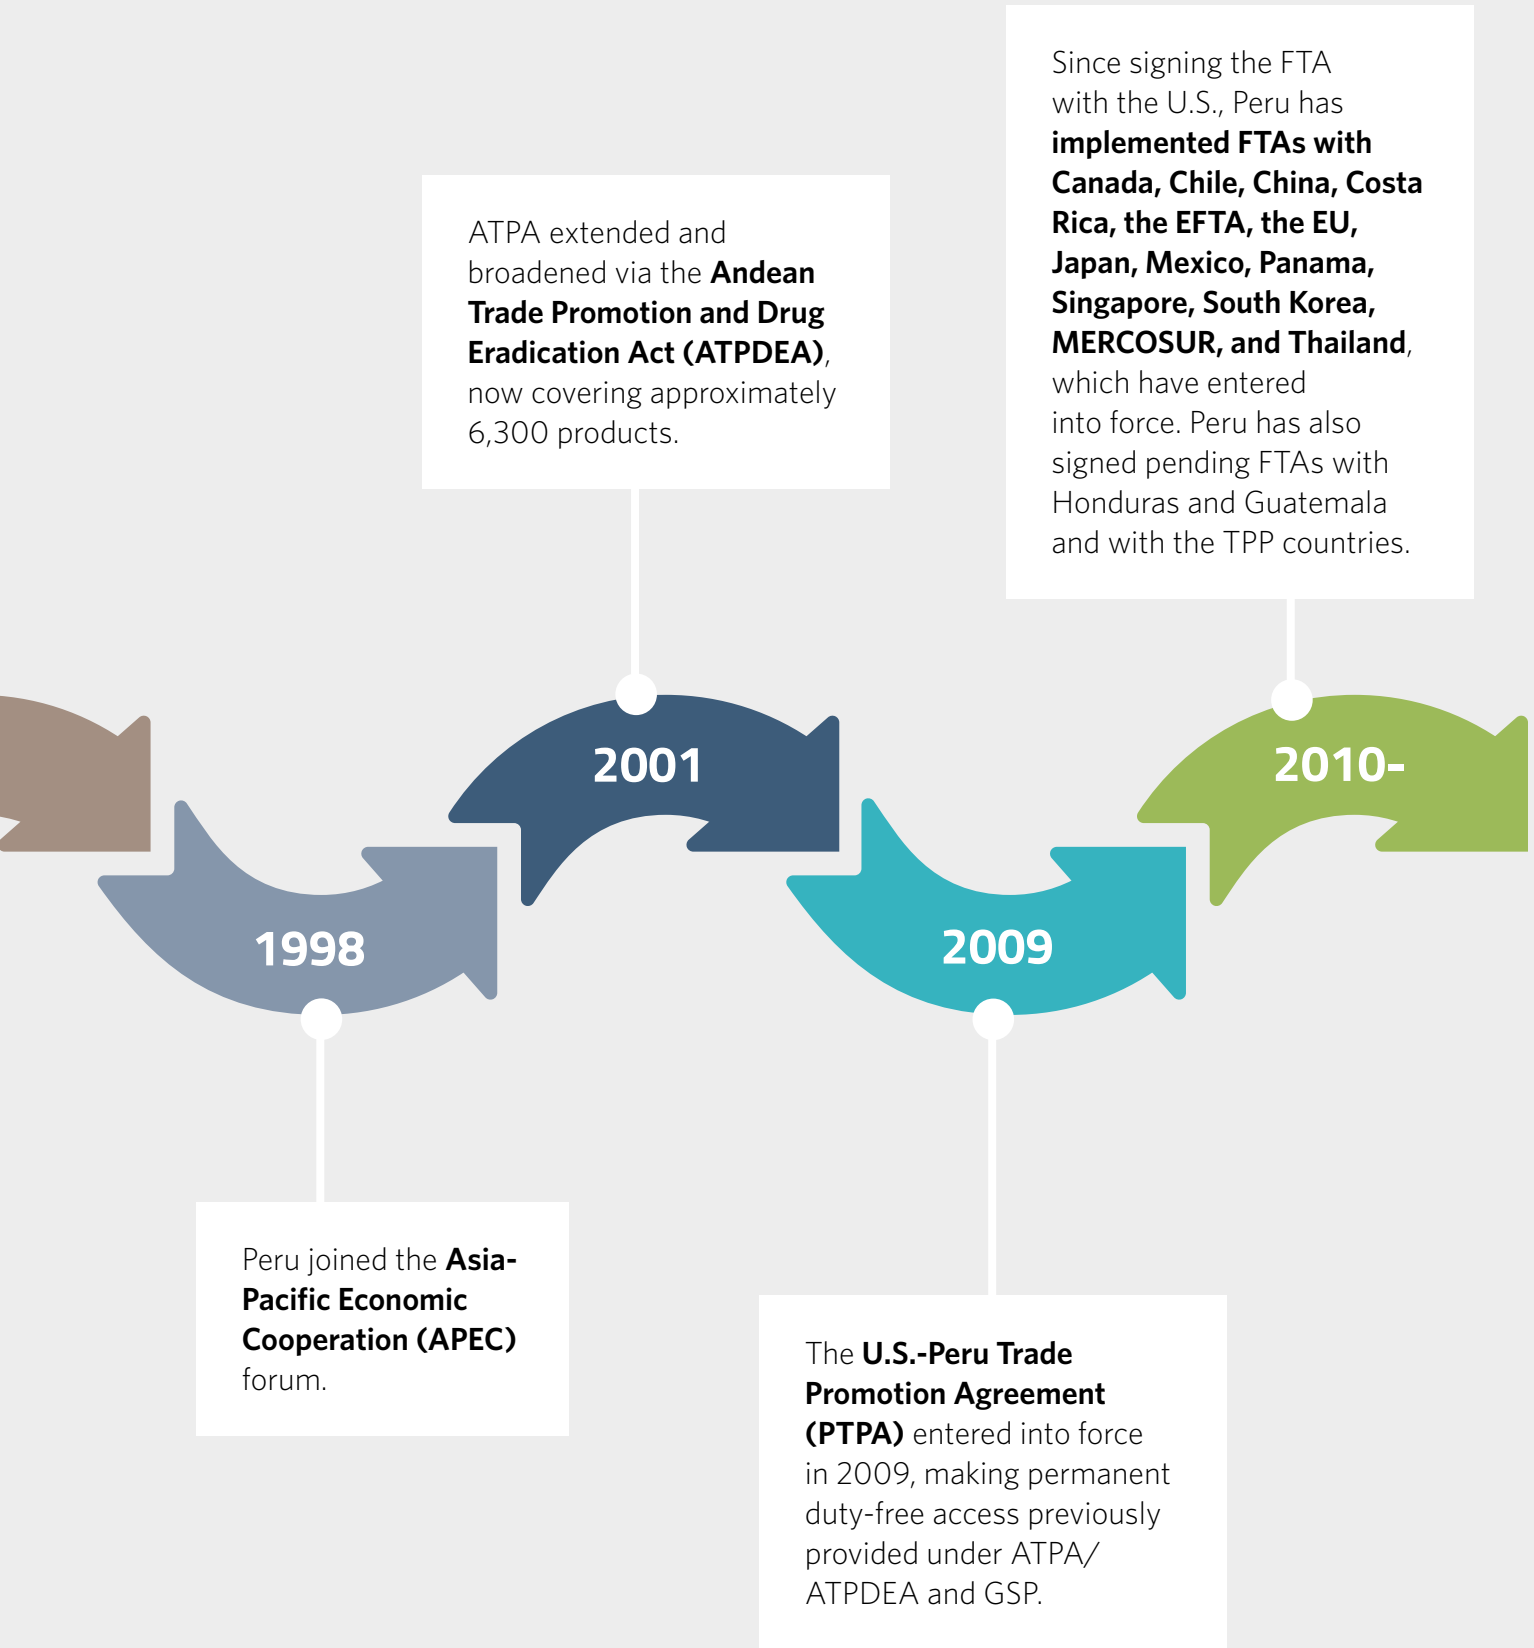 Since signing the FTA
with the U.S., Peru has
implemented FTAs with
Canada, Chile, China, Costa
Rica, the EFTA, the EU,
Japan, Mexico, Panama,
Singapore, South Korea,
MERCOSUR, and Thailand,
which have entered
into force. Peru has also
signed pending FTAs with
Honduras and Guatemala
and with the TPP countries.
ATPA extended and
broadened via the Andean
Trade Promotion and Drug
Eradication Act (ATPDEA),
now covering approximately
6,300 products.
2001
2010-
1998
2009
Peru joined the Asia-
Pacific Economic
Cooperation (APEC)
forum.
The U.S.-Peru Trade
Promotion Agreement
(PTPA) entered into force
in 2009, making permanent
duty-free access previously
provided under ATPA/
ATPDEA and GSP.